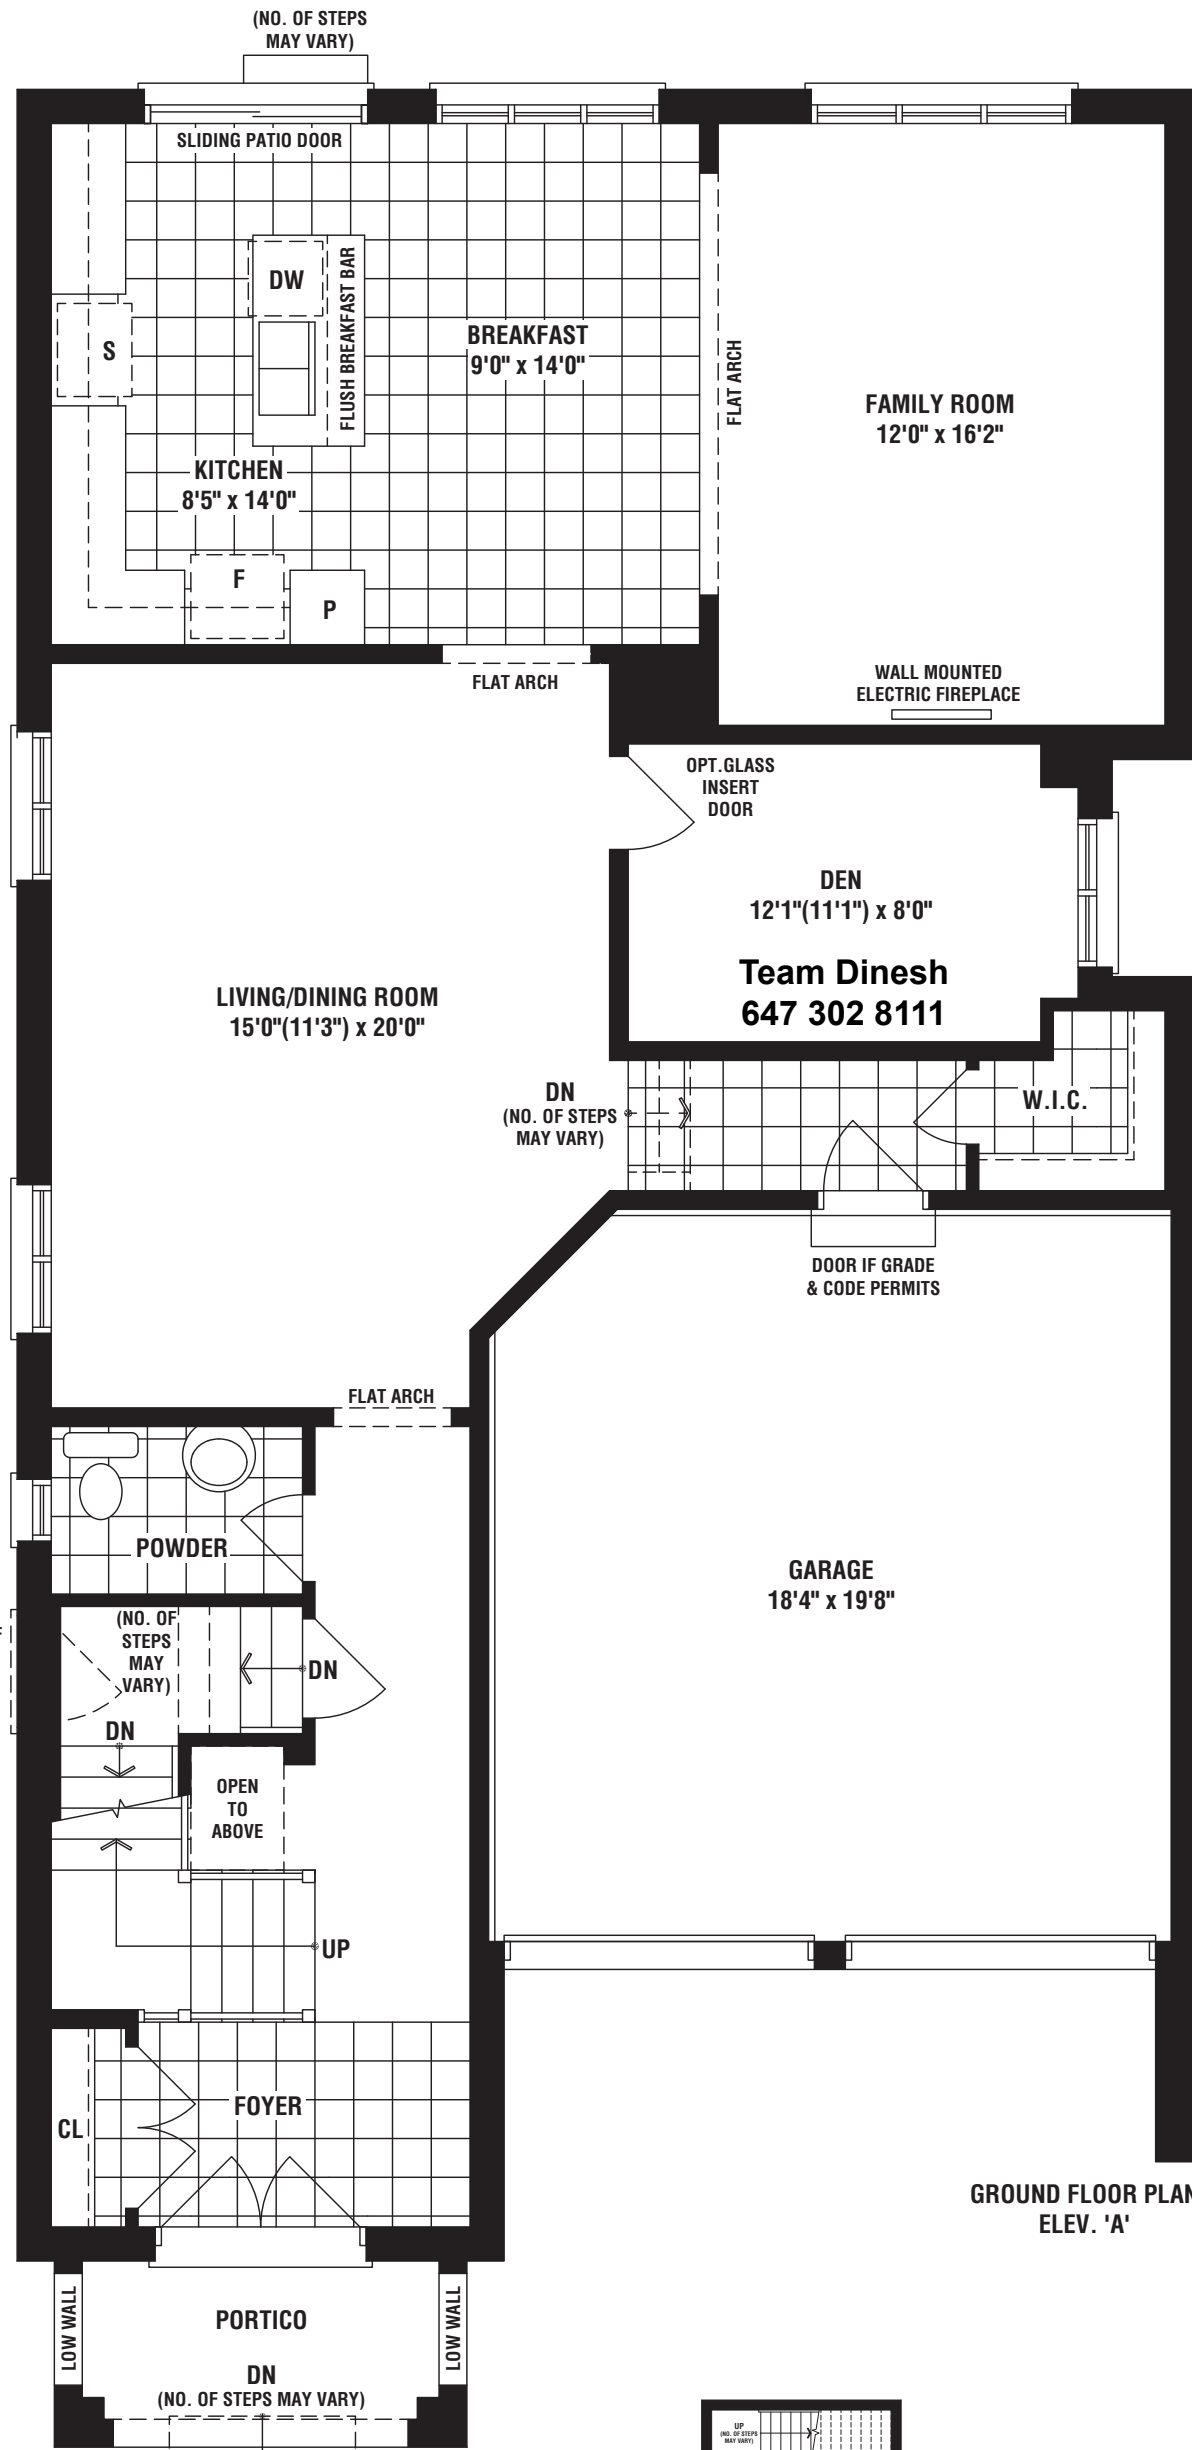 (NO. OF STEPS
MAY VARY)
SLIDING PATIO DOOR
DW
FLUSH BREAKFAST BAR
S
BREAKFAST
9'0" x 14'0"
FLAT ARCH
FAMILY ROOM
12'0" x 16'2"
KITCHEN
8'5" x 14'0"
F
P
WALL MOUNTED
ELECTRIC FIREPLACE
FLAT ARCH
OPT.GLASS
INSERT
DOOR
DEN
12'1"(11'1") x 8'0"
Team Dinesh
647 302 8111
LIVING/DINING ROOM
15'0"(11'3") x 20'0"
DN
(NO. OF STEPS
MAY VARY)
W.I.C.
DOOR IF GRADE
& CODE PERMITS
FLAT ARCH
POWDER
GARAGE
18'4" x 19'8"
(NO. OF
STEPS
MAY
VARY)
DN
DN
OPEN
TO
ABOVE
UP
FOYER
CL
GROUND FLOOR PLAN
ELEV. 'A'
LOW WALL
PORTICO
LOW WALL
DN
(NO. OF STEPS MAY VARY)
UP
(NO. OF STEPS
MAY VARY)